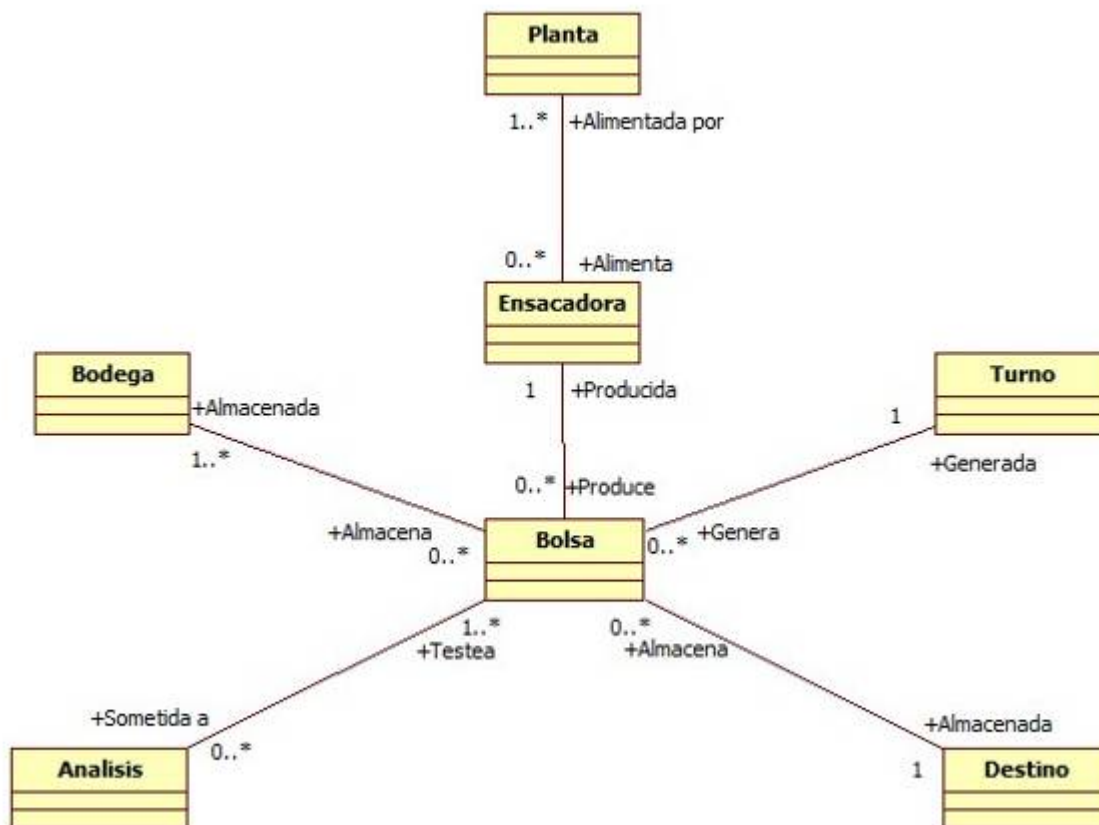 Planta
1..*
+Alimentada por
0..*
+Alimenta
Ensacadora
Bodega
Turno
1
+Producida
+Almacenada
1
1..*
+Generada
0..*
+Produce
+Almacena
+Genera
0..*
Bolsa
0..*
1..*
0..*
+Testea
+Almacena
+Sometida a
+Almacenada
0..*
Analisis
1
Destino